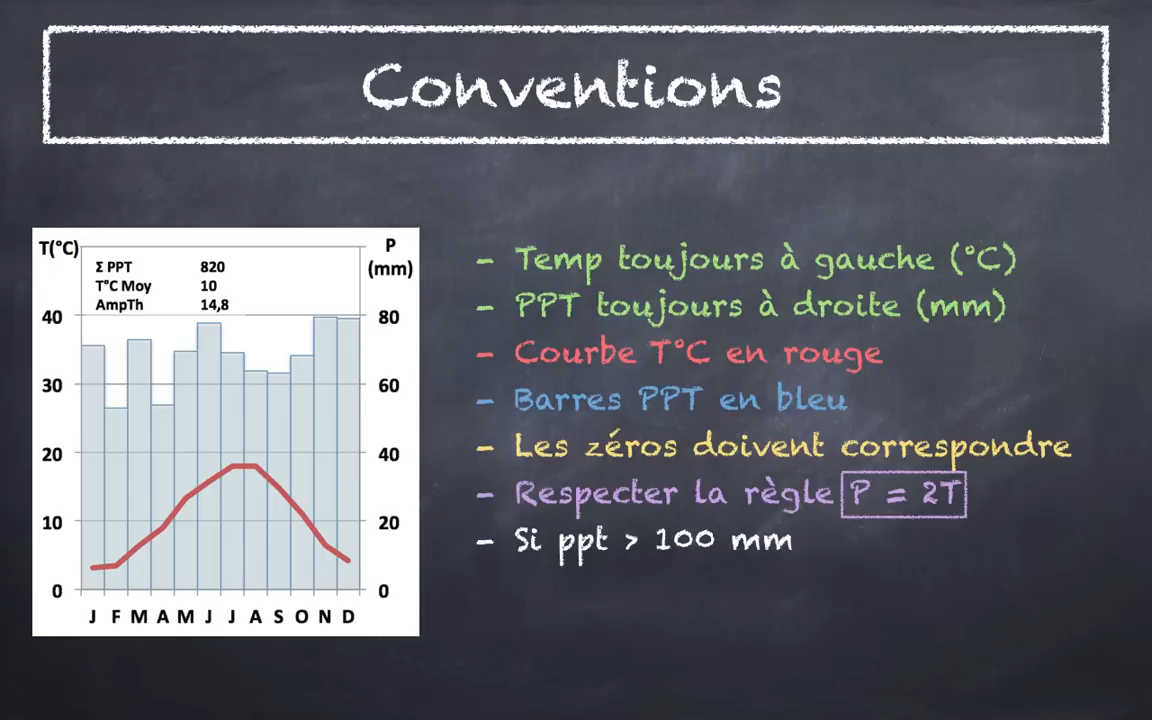 Conventions
T(°C)
P
(mm)
Σ PPT 820
T°C Moy 10
AmpTh 14,8
40 80
30 60
20 40
10 20
0 0
J F M A M J J A S O N D
- Temp toujours à gauche (°C)
- PPT toujours à droite (mm)
- Courbe T°C en rouge
- Barres PPT en bleu
- Les zéros doivent correspondre
- Respecter la règle P = 2T
- Si ppt > 100 mm